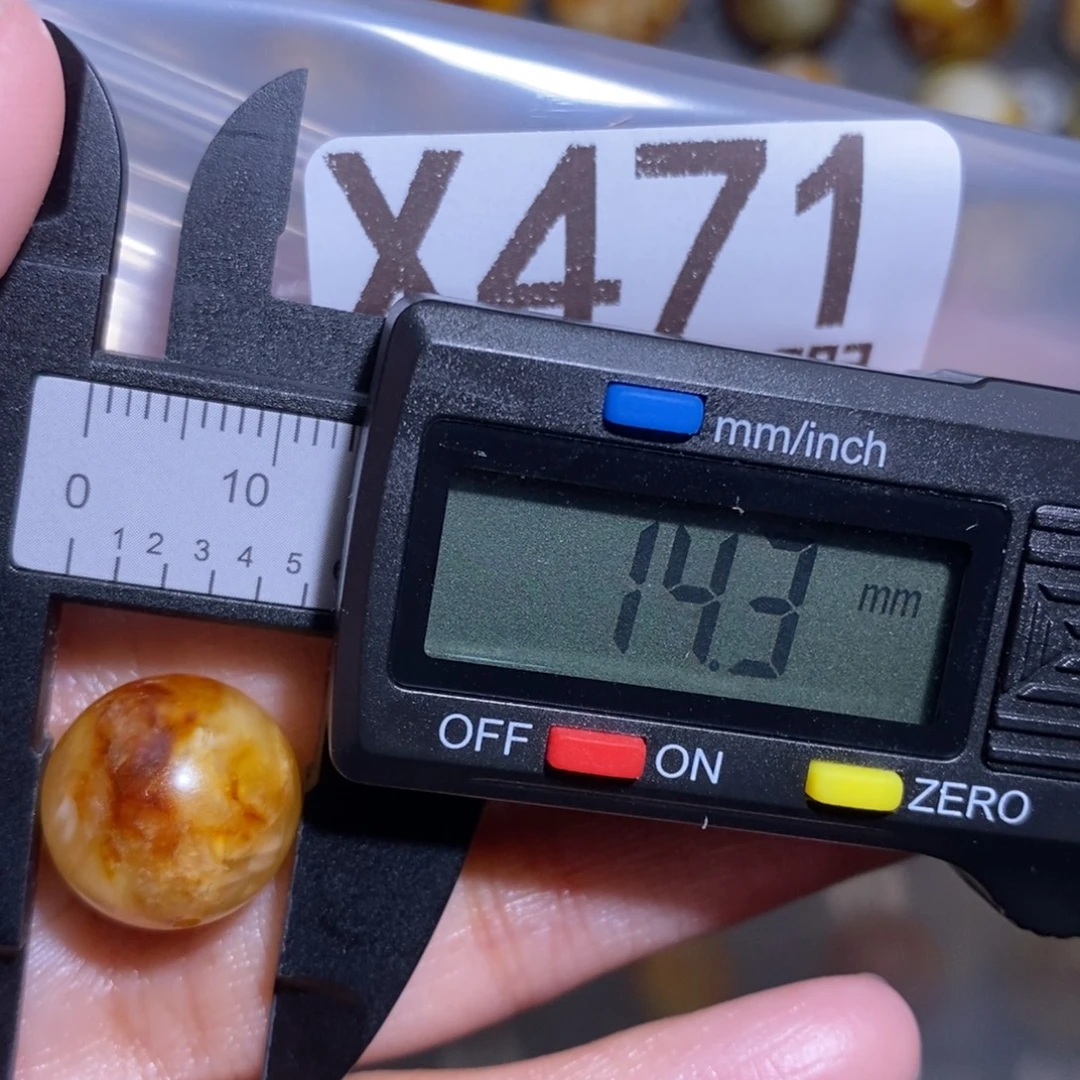 X471
mm/inch
0 10
1 2 3 4 5
14.3 mm
OFF ON ZERO